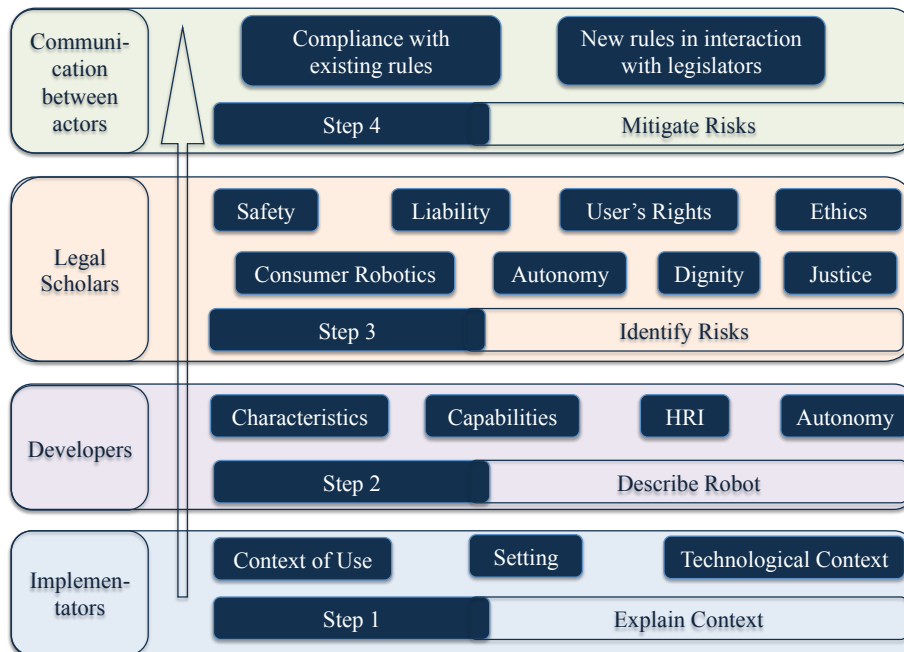 Communi-
cation
between
actors
Compliance with
existing rules
New rules in interaction
with legislators
Step 4
Mitigate Risks
Legal
Scholars
Safety
Liability
User’s Rights
Ethics
Consumer Robotics
Autonomy
Dignity
Justice
Step 3
Identify Risks
Developers
Characteristics
Capabilities
HRI
Autonomy
Step 2
Describe Robot
Implemen-
tators
Context of Use
Setting
Technological Context
Step 1
Explain Context